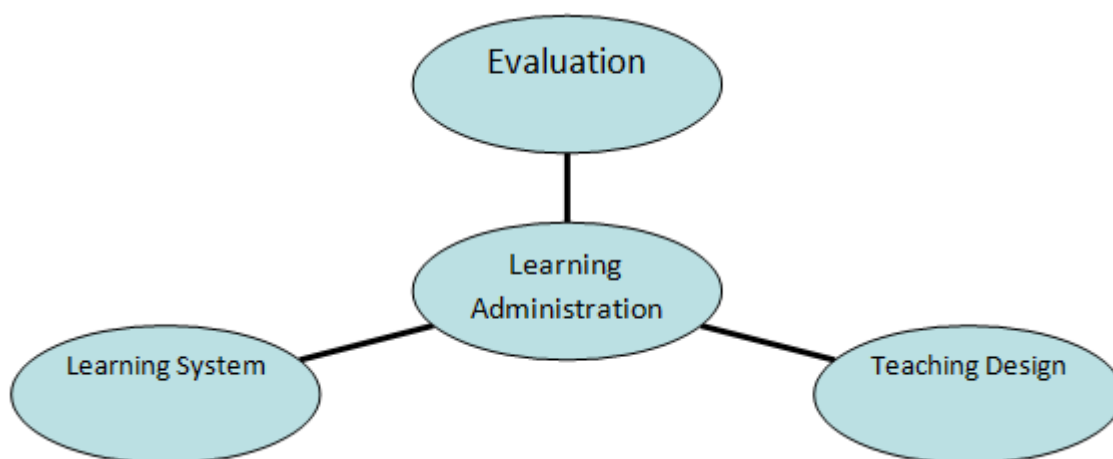 Evaluation
Learning
Administration
Learning System
Teaching Design